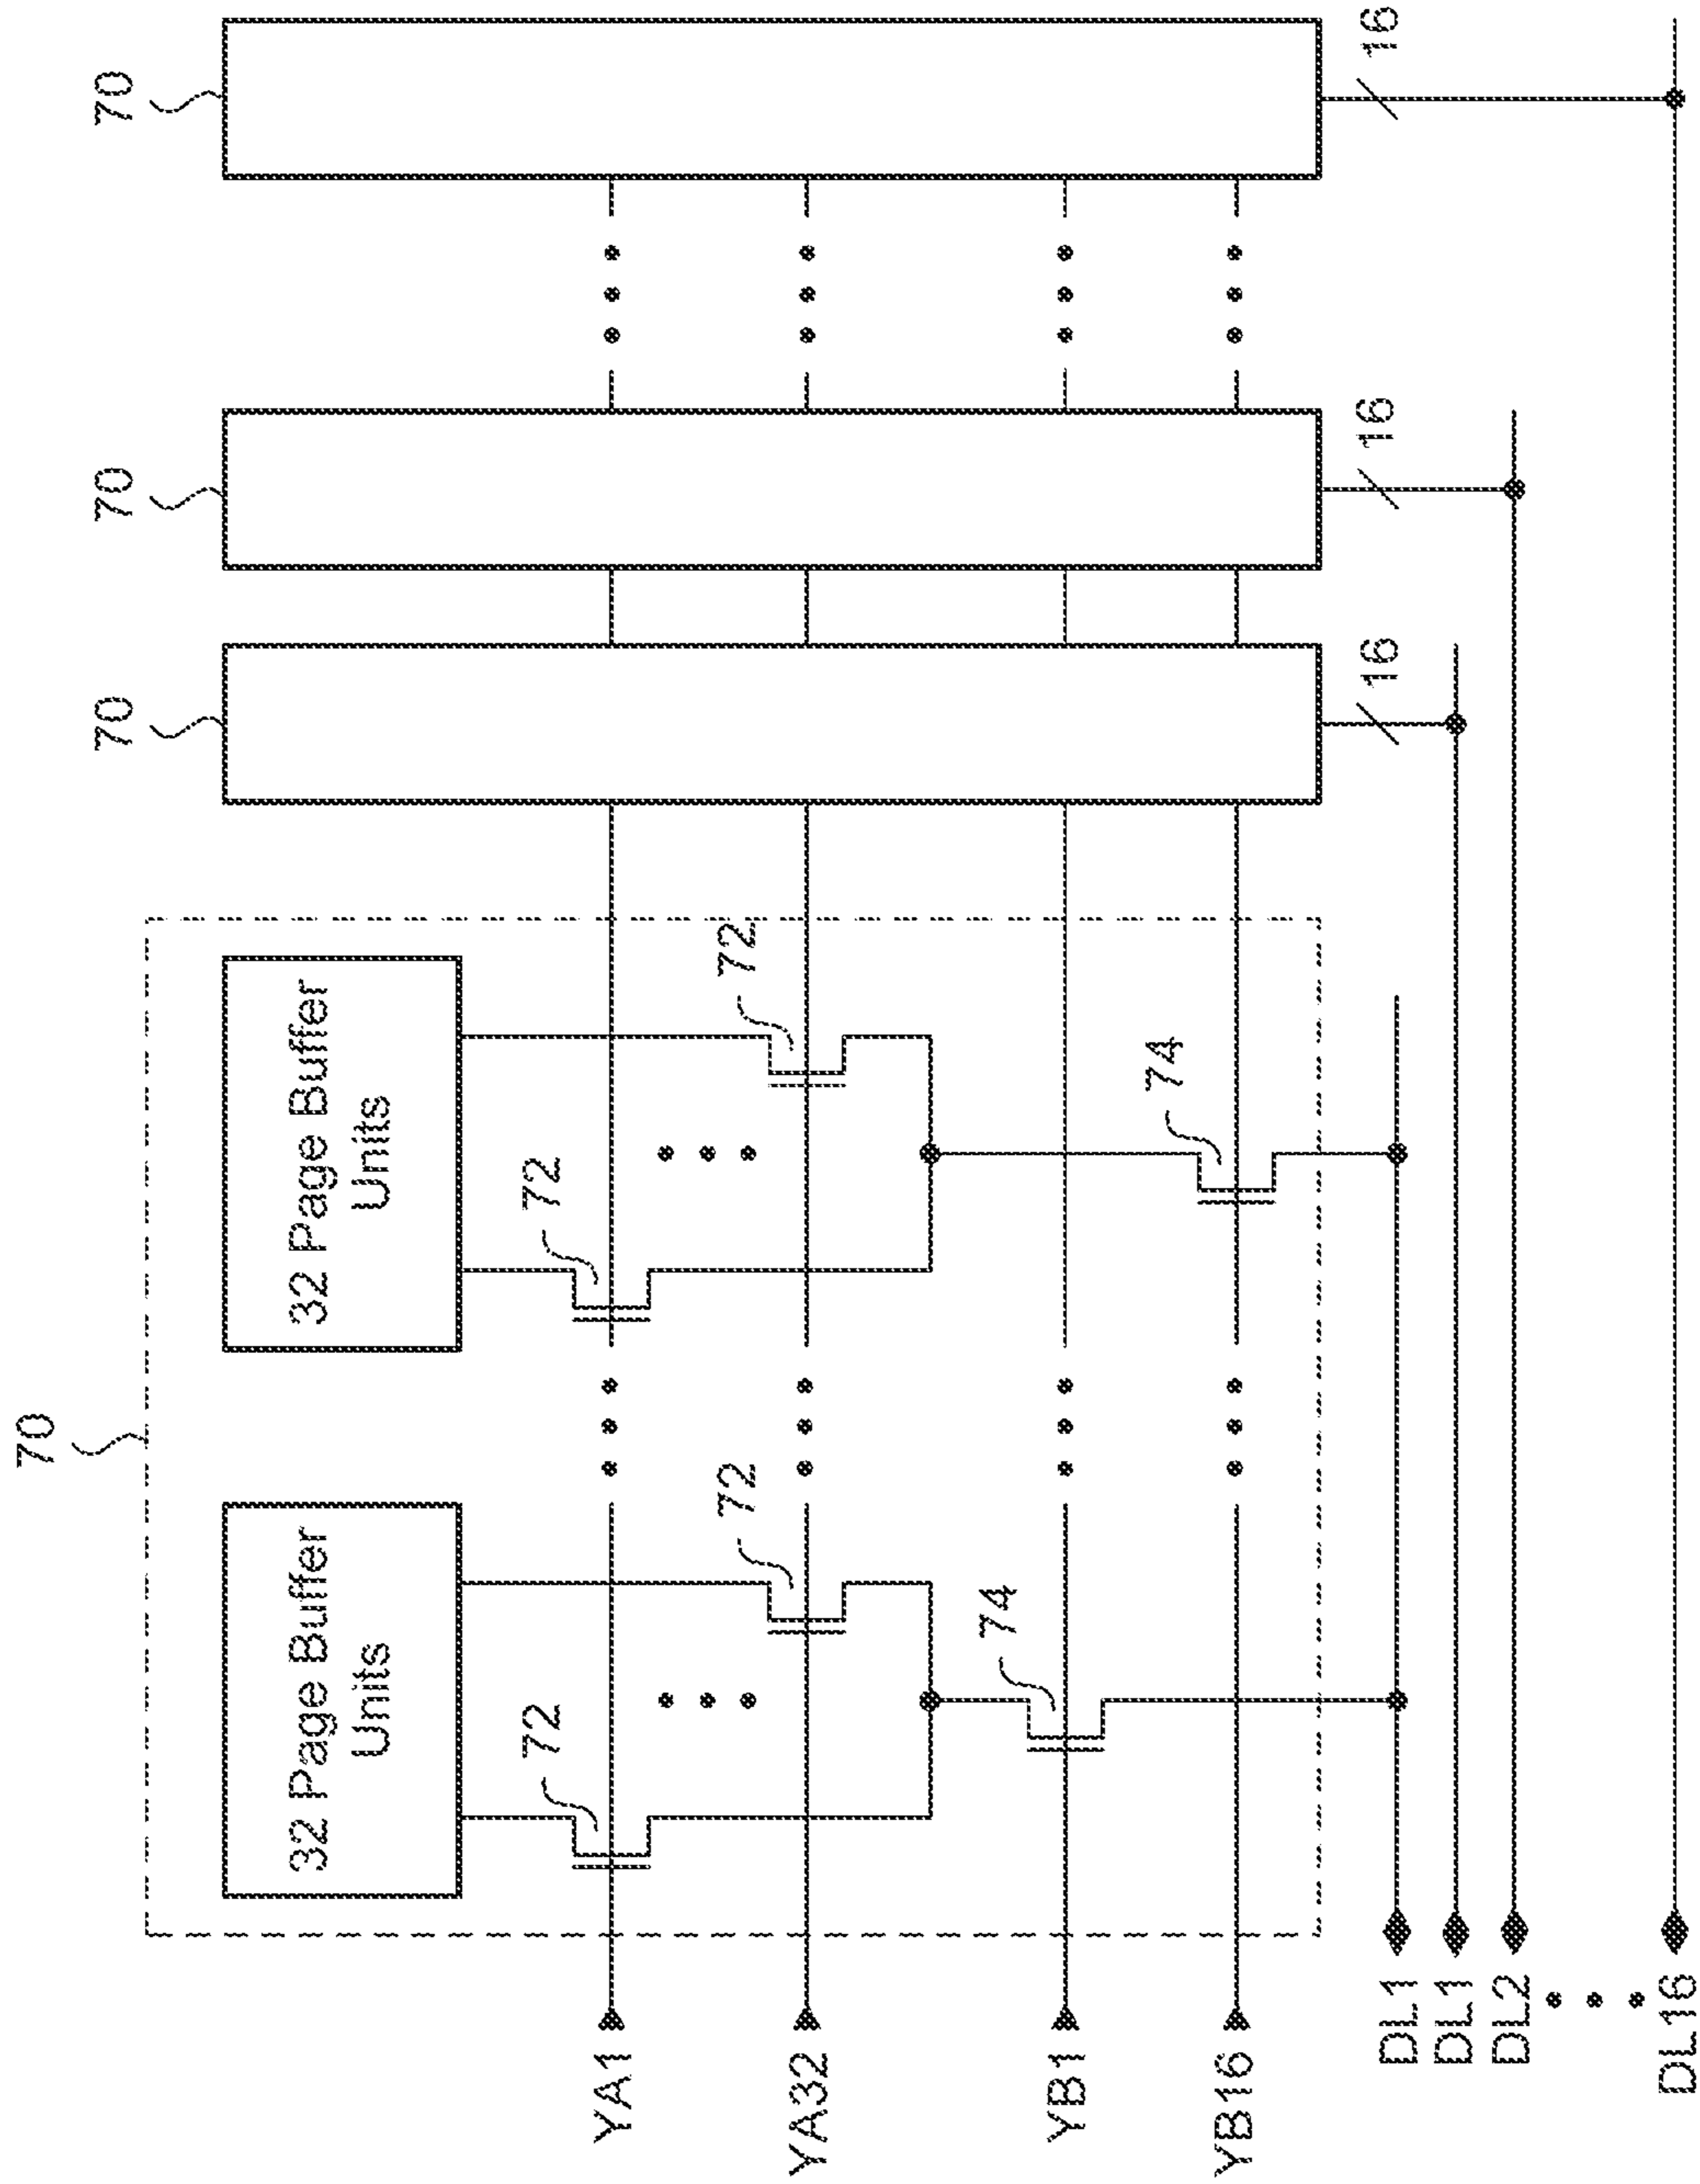 70
70
70
70
32 Page Buffer
Units
32 Page Buffer
Units
72
72
72
72
74
74
YA1
YA32
YB1
YB16
16
16
16
DL1
DL1
DL2
DL16